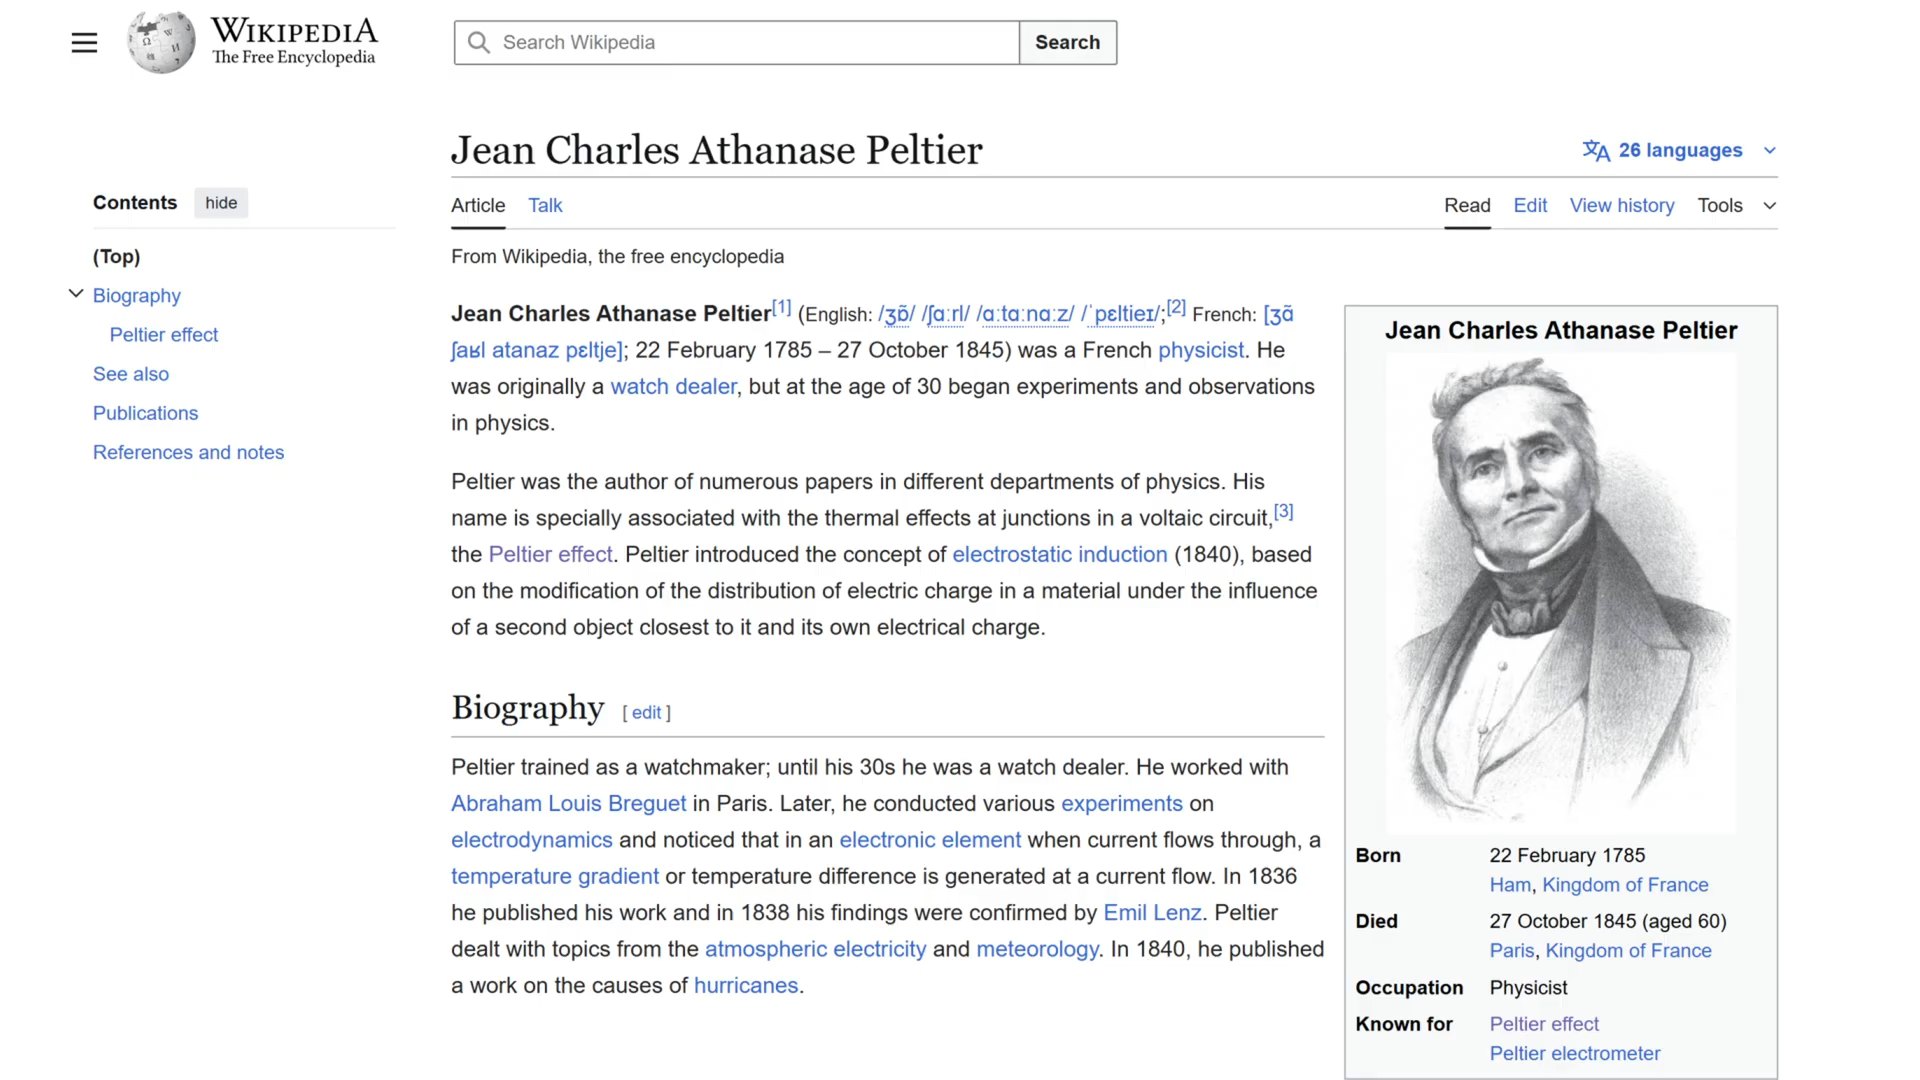 WIKIPEDIA
The Free Encyclopedia
Search Wikipedia
Search
Jean Charles Athanase Peltier
26 languages
Contents hide
(Top)
Biography
Peltier effect
See also
Publications
References and notes
Article Talk
Read Edit View history Tools
From Wikipedia, the free encyclopedia
Jean Charles Athanase Peltier[1] (English: /ʒɒ̃/ /ʃɑːrl/ /ɑːtɑːnɑːz/ /ˈpɛltieɪ/;[2] French: [ʒɑ̃
ʃaʁl atanaz pɛltje]; 22 February 1785 – 27 October 1845) was a French physicist. He
was originally a watch dealer, but at the age of 30 began experiments and observations
in physics.
Peltier was the author of numerous papers in different departments of physics. His
name is specially associated with the thermal effects at junctions in a voltaic circuit,[3]
the Peltier effect. Peltier introduced the concept of electrostatic induction (1840), based
on the modification of the distribution of electric charge in a material under the influence
of a second object closest to it and its own electrical charge.
Biography [ edit ]
Peltier trained as a watchmaker; until his 30s he was a watch dealer. He worked with
Abraham Louis Breguet in Paris. Later, he conducted various experiments on
electrodynamics and noticed that in an electronic element when current flows through, a
temperature gradient or temperature difference is generated at a current flow. In 1836
he published his work and in 1838 his findings were confirmed by Emil Lenz. Peltier
dealt with topics from the atmospheric electricity and meteorology. In 1840, he published
a work on the causes of hurricanes.
Jean Charles Athanase Peltier
Born 22 February 1785
Ham, Kingdom of France
Died 27 October 1845 (aged 60)
Paris, Kingdom of France
Occupation Physicist
Known for Peltier effect
Peltier electrometer